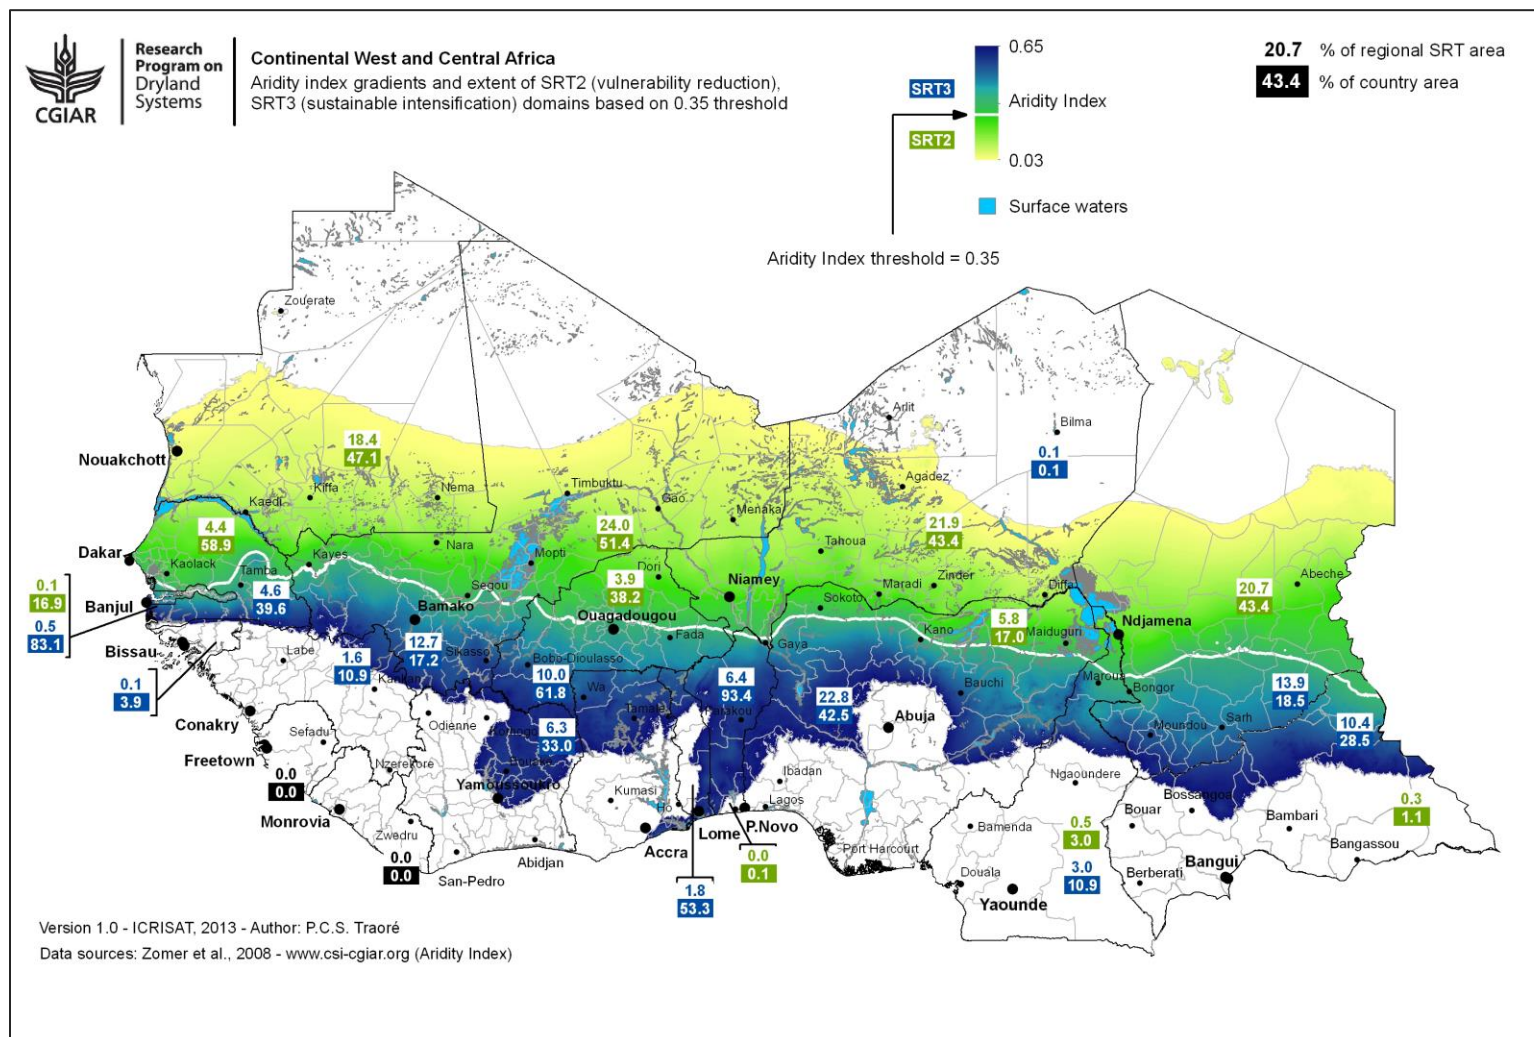 CGIAR
Research
Program on
Dryland
Systems
Continental West and Central Africa
Aridity index gradients and extent of SRT2 (vulnerability reduction),
SRT3 (sustainable intensification) domains based on 0.35 threshold
0.65
SRT3
Aridity Index
SRT2
0.03
Surface waters
Aridity Index threshold = 0.35
20.7 % of regional SRT area
43.4 % of country area
Zouerate
Arlit
Bilma
0.1
0.1
18.4
47.1
Nouakchott
Kiffa
Nema
Timbuktu
Agadez
Kaedi
Gao
Menaka
4.4
58.9
24.0
51.4
21.9
43.4
Nara
Mopti
Tahoua
Dakar
Kaolack
Kayes
Dori
Tamba
Segou
3.9
38.2
Niamey
Maradi
Zinder
Diffa
20.7
43.4
Abeche
0.1
16.9
Banjul
0.5
83.1
4.6
39.6
Bamako
Ouagadougou
Sokoto
Kano
5.8
17.0
Maiduguri
Ndjamena
Bissau
12.7
17.2
Sikasso
Fada
Gaya
Labe
1.6
10.9
Kankan
Bobo-Dioulasso
10.0
61.8
Wa
6.4
93.4
22.8
42.5
Bauchi
Maroua
Bongor
13.9
18.5
0.1
3.9
Conakry
Odienne
Tamale
Parakou
Abuja
Moundou
Sarh
10.4
28.5
Sefadu
Korhogo
6.3
33.0
Freetown
0.0
0.0
Nzerekore
Bouake
Yamoussoukro
Kumasi
Ho
Ibadan
Lagos
Ngaoundere
Bossangoa
Monrovia
Zwedru
Abidjan
San-Pedro
0.0
0.0
Accra
Lome
P.Novo
0.0
0.1
1.8
53.3
Port Harcourt
Bamenda
Douala
Yaounde
0.5
3.0
3.0
10.9
Bouar
Berberati
Bangui
Bambari
0.3
1.1
Bangassou
Version 1.0 - ICRISAT, 2013 - Author: P.C.S. Traoré
Data sources: Zomer et al., 2008 - www.csi-cgiar.org (Aridity Index)